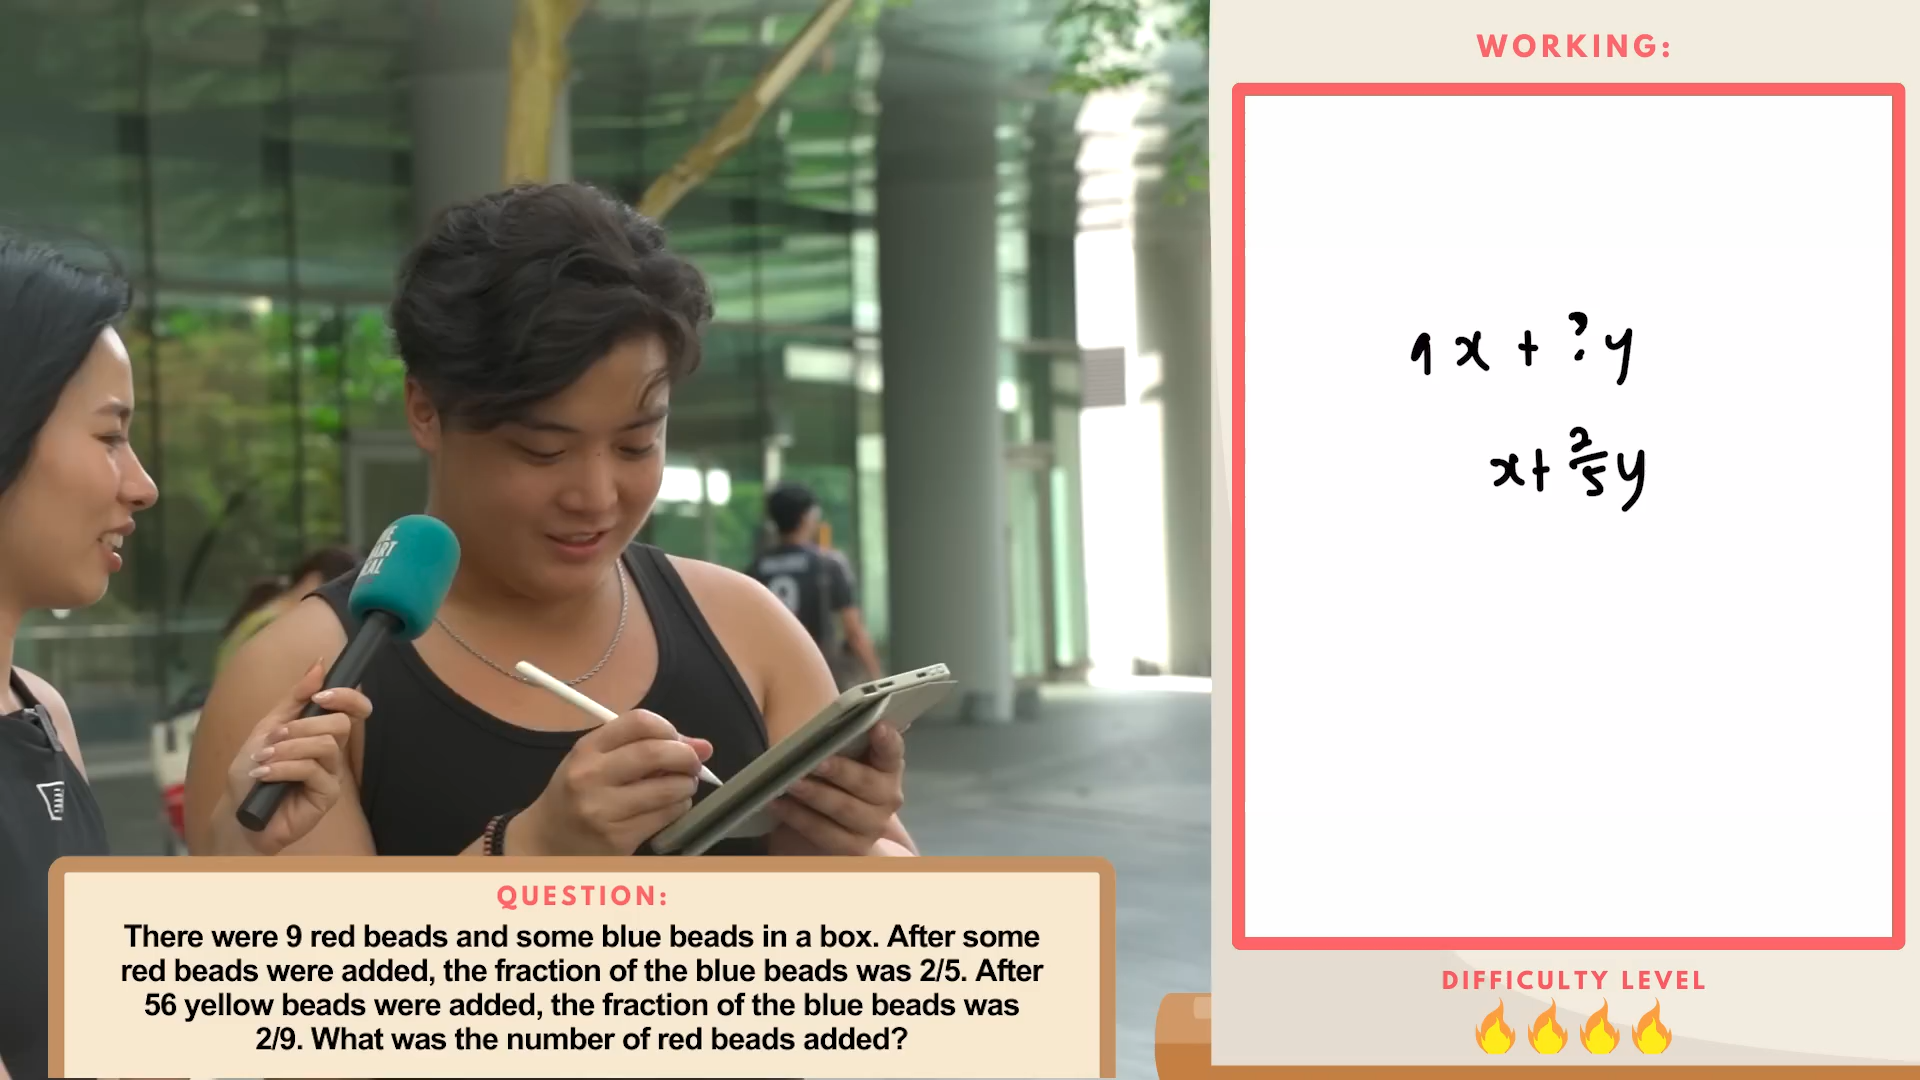 WORKING:
9x + ?y
x + 2/5 y
QUESTION:
There were 9 red beads and some blue beads in a box. After some
red beads were added, the fraction of the blue beads was 2/5. After
56 yellow beads were added, the fraction of the blue beads was
2/9. What was the number of red beads added?
DIFFICULTY LEVEL